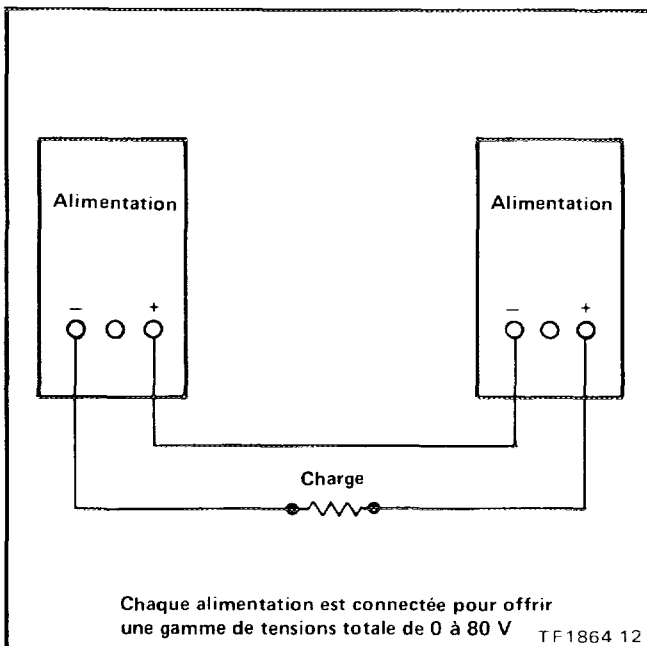 Alimentation
Alimentation
– +
– +
Charge
Chaque alimentation est connectée pour offrir
une gamme de tensions totale de 0 à 80 V
TF1864 12